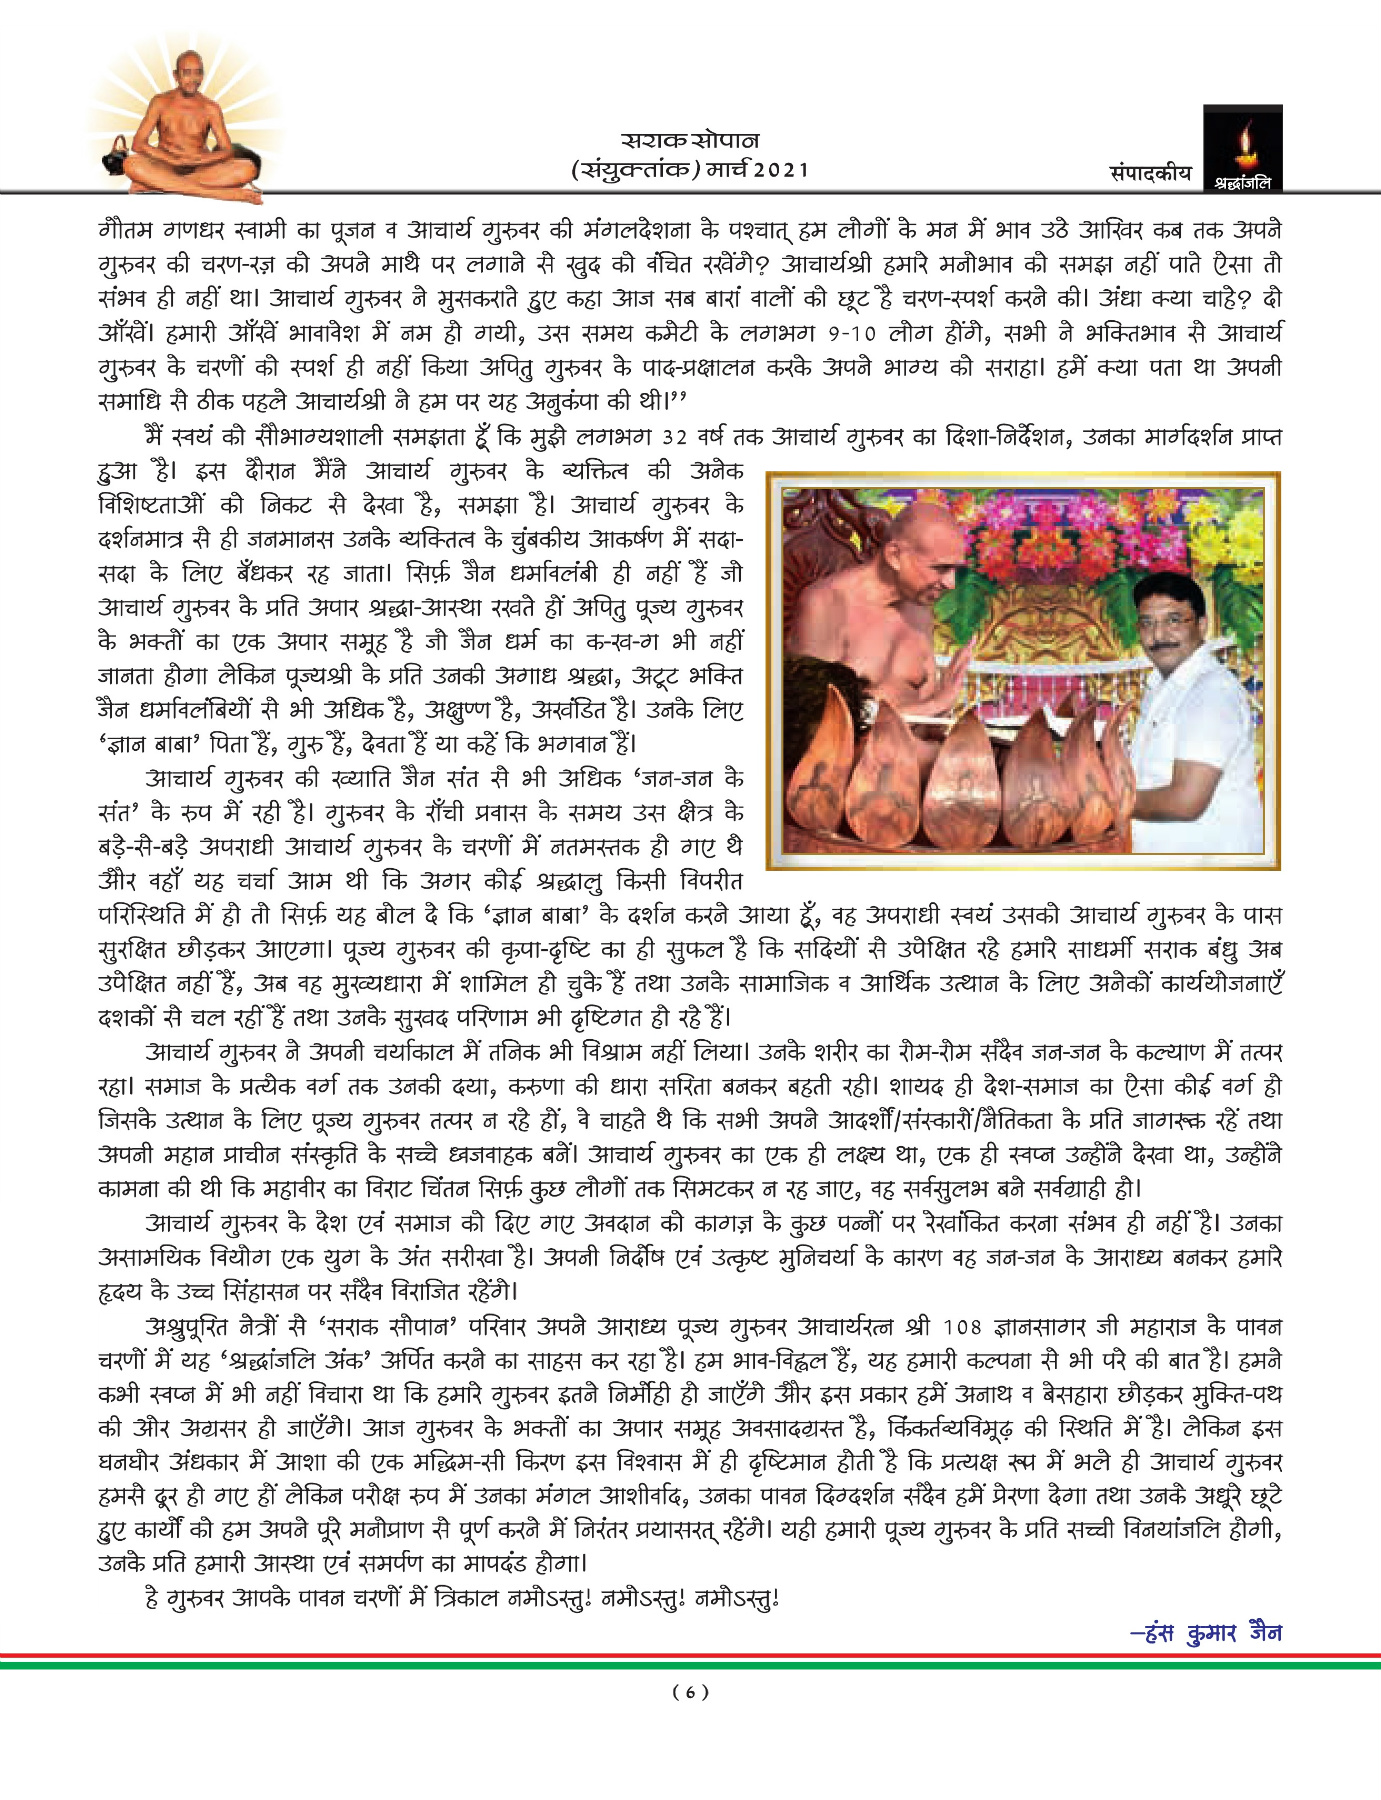 सराक सोपान
(संयुक्तांक) मार्च 2021
संपादकीय
श्रद्धांजलि
गौतम गणधर स्वामी का पूजन व आचार्य गुरुवर की मंगलदेशना के पश्चात् हम लोगों के मन में भाव उठे आखिर कब तक अपने
गुरुवर की चरण-रज़ को अपने माथे पर लगाने से खुद को वंचित रखेंगे? आचार्यश्री हमारे मनोभाव को समझ नहीं पाते ऐसा तो
संभव ही नहीं था। आचार्य गुरुवर ने मुसकराते हुए कहा आज सब बारां वालों को छूट है चरण-स्पर्श करने की। अंधा क्या चाहे? दो
आँखें। हमारी आँखें भावावेश में नम हो गयी, उस समय कमेटी के लगभग 9-10 लोग होंगे, सभी ने भक्तिभाव से आचार्य
गुरुवर के चरणों को स्पर्श ही नहीं किया अपितु गुरुवर के पाद-प्रक्षालन करके अपने भाग्य को सराहा। हमें क्या पता था अपनी
समाधि से ठीक पहले आचार्यश्री ने हम पर यह अनुकंपा की थी।’’
मैं स्वयं को सौभाग्यशाली समझता हूँ कि मुझे लगभग 32 वर्ष तक आचार्य गुरुवर का दिशा-निर्देशन, उनका मार्गदर्शन प्राप्त
हुआ है। इस दौरान मैंने आचार्य गुरुवर के व्यक्तित्व की अनेक
विशिष्टताओं को निकट से देखा है, समझा है। आचार्य गुरुवर के
दर्शनमात्र से ही जनमानस उनके व्यक्तित्व के चुंबकीय आकर्षण में सदा-
सदा के लिए बँधकर रह जाता। सिर्फ़ जैन धर्मावलंबी ही नहीं हैं जो
आचार्य गुरुवर के प्रति अपार श्रद्धा-आस्था रखते हों अपितु पूज्य गुरुवर
के भक्तों का एक अपार समूह है जो जैन धर्म का क-ख-ग भी नहीं
जानता होगा लेकिन पूज्यश्री के प्रति उनकी अगाध श्रद्धा, अटूट भक्ति
जैन धर्मावलंबियों से भी अधिक है, अक्षुण्ण है, अखंडित है। उनके लिए
‘ज्ञान बाबा’ पिता हैं, गुरु हैं, देवता हैं या कहें कि भगवान हैं।
आचार्य गुरुवर की ख्याति जैन संत से भी अधिक ‘जन-जन के
संत’ के रुप में रही है। गुरुवर के राँची प्रवास के समय उस क्षेत्र के
बड़े-से-बड़े अपराधी आचार्य गुरुवर के चरणों में नतमस्तक हो गए थे
और वहाँ यह चर्चा आम थी कि अगर कोई श्रद्धालु किसी विपरीत
परिस्थिति में हो तो सिर्फ़ यह बोल दे कि ‘ज्ञान बाबा’ के दर्शन करने आया हूँ, वह अपराधी स्वयं उसको आचार्य गुरुवर के पास
सुरक्षित छोड़कर आएगा। पूज्य गुरुवर की कृपा-दृष्टि का ही सुफल है कि सदियों से उपेक्षित रहे हमारे साधर्मी सराक बंधु अब
उपेक्षित नहीं हैं, अब वह मुख्यधारा में शामिल हो चुके हैं तथा उनके सामाजिक व आर्थिक उत्थान के लिए अनेकों कार्ययोजनाएँ
दशकों से चल रहीं हैं तथा उनके सुखद परिणाम भी दृष्टिगत हो रहे हैं।
आचार्य गुरुवर ने अपनी चर्याकाल में तनिक भी विश्राम नहीं लिया। उनके शरीर का रोम-रोम सदैव जन-जन के कल्याण में तत्पर
रहा। समाज के प्रत्येक वर्ग तक उनकी दया, करुणा की धारा सरिता बनकर बहती रही। शायद ही देश-समाज का ऐसा कोई वर्ग हो
जिसके उत्थान के लिए पूज्य गुरुवर तत्पर न रहे हों, वे चाहते थे कि सभी अपने आदर्शों/संस्कारों/नैतिकता के प्रति जागरूक रहें तथा
अपनी महान प्राचीन संस्कृति के सच्चे ध्वजवाहक बनें। आचार्य गुरुवर का एक ही लक्ष्य था, एक ही स्वप्न उन्होंने देखा था, उन्होंने
कामना की थी कि महावीर का विराट चिंतन सिर्फ़ कुछ लोगों तक सिमटकर न रह जाए, वह सर्वसुलभ बने सर्वग्राही हो।
आचार्य गुरुवर के देश एवं समाज को दिए गए अवदान को कागज़ के कुछ पन्नों पर रेखांकित करना संभव ही नहीं है। उनका
असामयिक वियोग एक युग के अंत सरीखा है। अपनी निर्दोष एवं उत्कृष्ट मुनिचर्या के कारण वह जन-जन के आराध्य बनकर हमारे
हृदय के उच्च सिंहासन पर सदैव विराजित रहेंगे।
अश्रुपूरित नेत्रों से ‘सराक सोपान’ परिवार अपने आराध्य पूज्य गुरुवर आचार्यरत्न श्री 108 ज्ञानसागर जी महाराज के पावन
चरणों में यह ‘श्रद्धांजलि अंक’ अर्पित करने का साहस कर रहा है। हम भाव-विह्वल हैं, यह हमारी कल्पना से भी परे की बात है। हमने
कभी स्वप्न में भी नहीं विचारा था कि हमारे गुरुवर इतने निर्मोही हो जाएँगे और इस प्रकार हमें अनाथ व बेसहारा छोड़कर मुक्ति-पथ
की ओर अग्रसर हो जाएँगे। आज गुरुवर के भक्तों का अपार समूह अवसादग्रस्त है, किंकर्तव्यविमूढ़ की स्थिति में है। लेकिन इस
घनघोर अंधकार में आशा की एक मद्धिम-सी किरण इस विश्वास में ही दृष्टिमान होती है कि प्रत्यक्ष रूप में भले ही आचार्य गुरुवर
हमसे दूर हो गए हों लेकिन परोक्ष रुप में उनका मंगल आशीर्वाद, उनका पावन दिग्दर्शन सदैव हमें प्रेरणा देगा तथा उनके अधूरे छूटे
हुए कार्यों को हम अपने पूरे मनोप्राण से पूर्ण करने में निरंतर प्रयासरत् रहेंगे। यही हमारी पूज्य गुरुवर के प्रति सच्ची विनयांजलि होगी,
उनके प्रति हमारी आस्था एवं समर्पण का मापदंड होगा।
हे गुरुवर आपके पावन चरणों में त्रिकाल नमोऽस्तु! नमोऽस्तु! नमोऽस्तु!
–हंस कुमार जैन
( 6 )